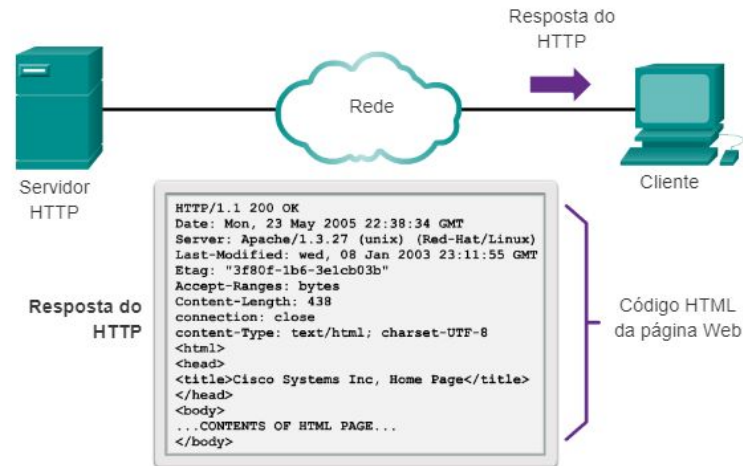 Resposta do
HTTP
Rede
Servidor
HTTP
Cliente
HTTP/1.1 200 OK
Date: Mon, 23 May 2005 22:38:34 GMT
Server: Apache/1.3.27 (unix) (Red-Hat/Linux)
Last-Modified: wed, 08 Jan 2003 23:11:55 GMT
Etag: "3f80f-1b6-3e1cb03b"
Accept-Ranges: bytes
Content-Length: 438
connection: close
content-Type: text/html; charset-UTF-8
<html>
<head>
<title>Cisco Systems Inc, Home Page</title>
</head>
<body>
...CONTENTS OF HTML PAGE...
</body>
Resposta do
HTTP
Código HTML
da página Web